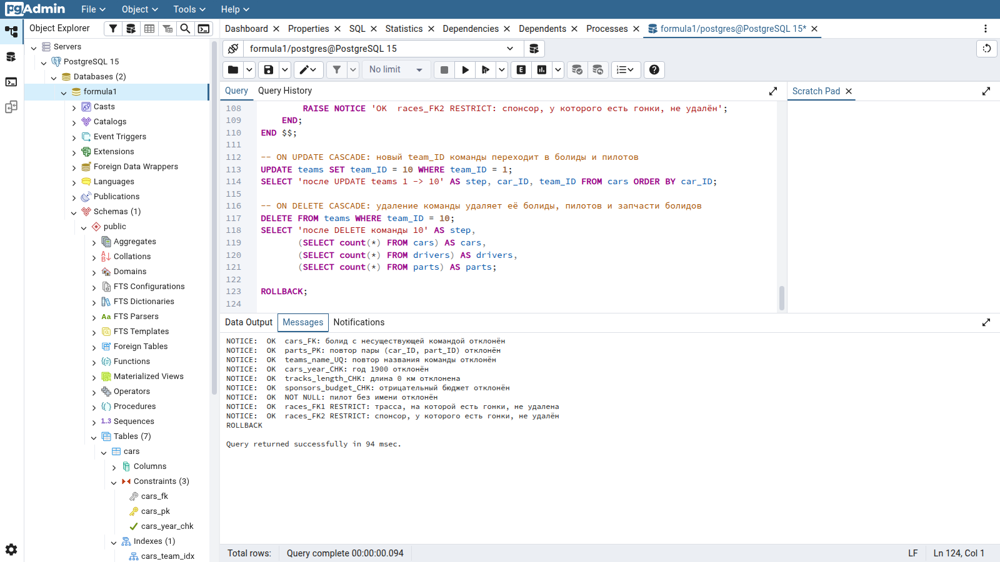 pgAdmin File Object Tools Help
Object Explorer
Dashboard Properties SQL Statistics Dependencies Dependents Processes formula1/postgres@PostgreSQL 15*
formula1/postgres@PostgreSQL 15
No limit
E
Query Query History
Scratch Pad
Servers
PostgreSQL 15
Databases (2)
formula1
Casts
Catalogs
Event Triggers
Extensions
Foreign Data Wrappers
Languages
Publications
Schemas (1)
public
Aggregates
Collations
Domains
FTS Configurations
FTS Dictionaries
Aa FTS Parsers
FTS Templates
Foreign Tables
Functions
Materialized Views
Operators
Procedures
1..3 Sequences
Tables (7)
cars
Columns
Constraints (3)
cars_fk
cars_pk
cars_year_chk
Indexes (1)
cars_team_idx
108 RAISE NOTICE 'OK  races_FK2 RESTRICT: спонсор, у которого есть гонки, не удалён';
109 END;
110 END $$;
111
112 -- ON UPDATE CASCADE: новый team_ID команды переходит в болиды и пилотов
113 UPDATE teams SET team_ID = 10 WHERE team_ID = 1;
114 SELECT 'после UPDATE teams 1 -> 10' AS step, car_ID, team_ID FROM cars ORDER BY car_ID;
115
116 -- ON DELETE CASCADE: удаление команды удаляет её болиды, пилотов и запчасти болидов
117 DELETE FROM teams WHERE team_ID = 10;
118 SELECT 'после DELETE команды 10' AS step,
119 (SELECT count(*) FROM cars) AS cars,
120 (SELECT count(*) FROM drivers) AS drivers,
121 (SELECT count(*) FROM parts) AS parts;
122
123 ROLLBACK;
124
Data Output Messages Notifications
NOTICE:  OK  cars_FK: болид с несуществующей командой отклонён
NOTICE:  OK  parts_PK: повтор пары (car_ID, part_ID) отклонён
NOTICE:  OK  teams_name_UQ: повтор названия команды отклонён
NOTICE:  OK  cars_year_CHK: год 1900 отклонён
NOTICE:  OK  tracks_length_CHK: длина 0 км отклонена
NOTICE:  OK  sponsors_budget_CHK: отрицательный бюджет отклонён
NOTICE:  OK  NOT NULL: пилот без имени отклонён
NOTICE:  OK  races_FK1 RESTRICT: трасса, на которой есть гонки, не удалена
NOTICE:  OK  races_FK2 RESTRICT: спонсор, у которого есть гонки, не удалён
ROLLBACK
Query returned successfully in 94 msec.
Total rows: Query complete 00:00:00.094 LF Ln 124, Col 1